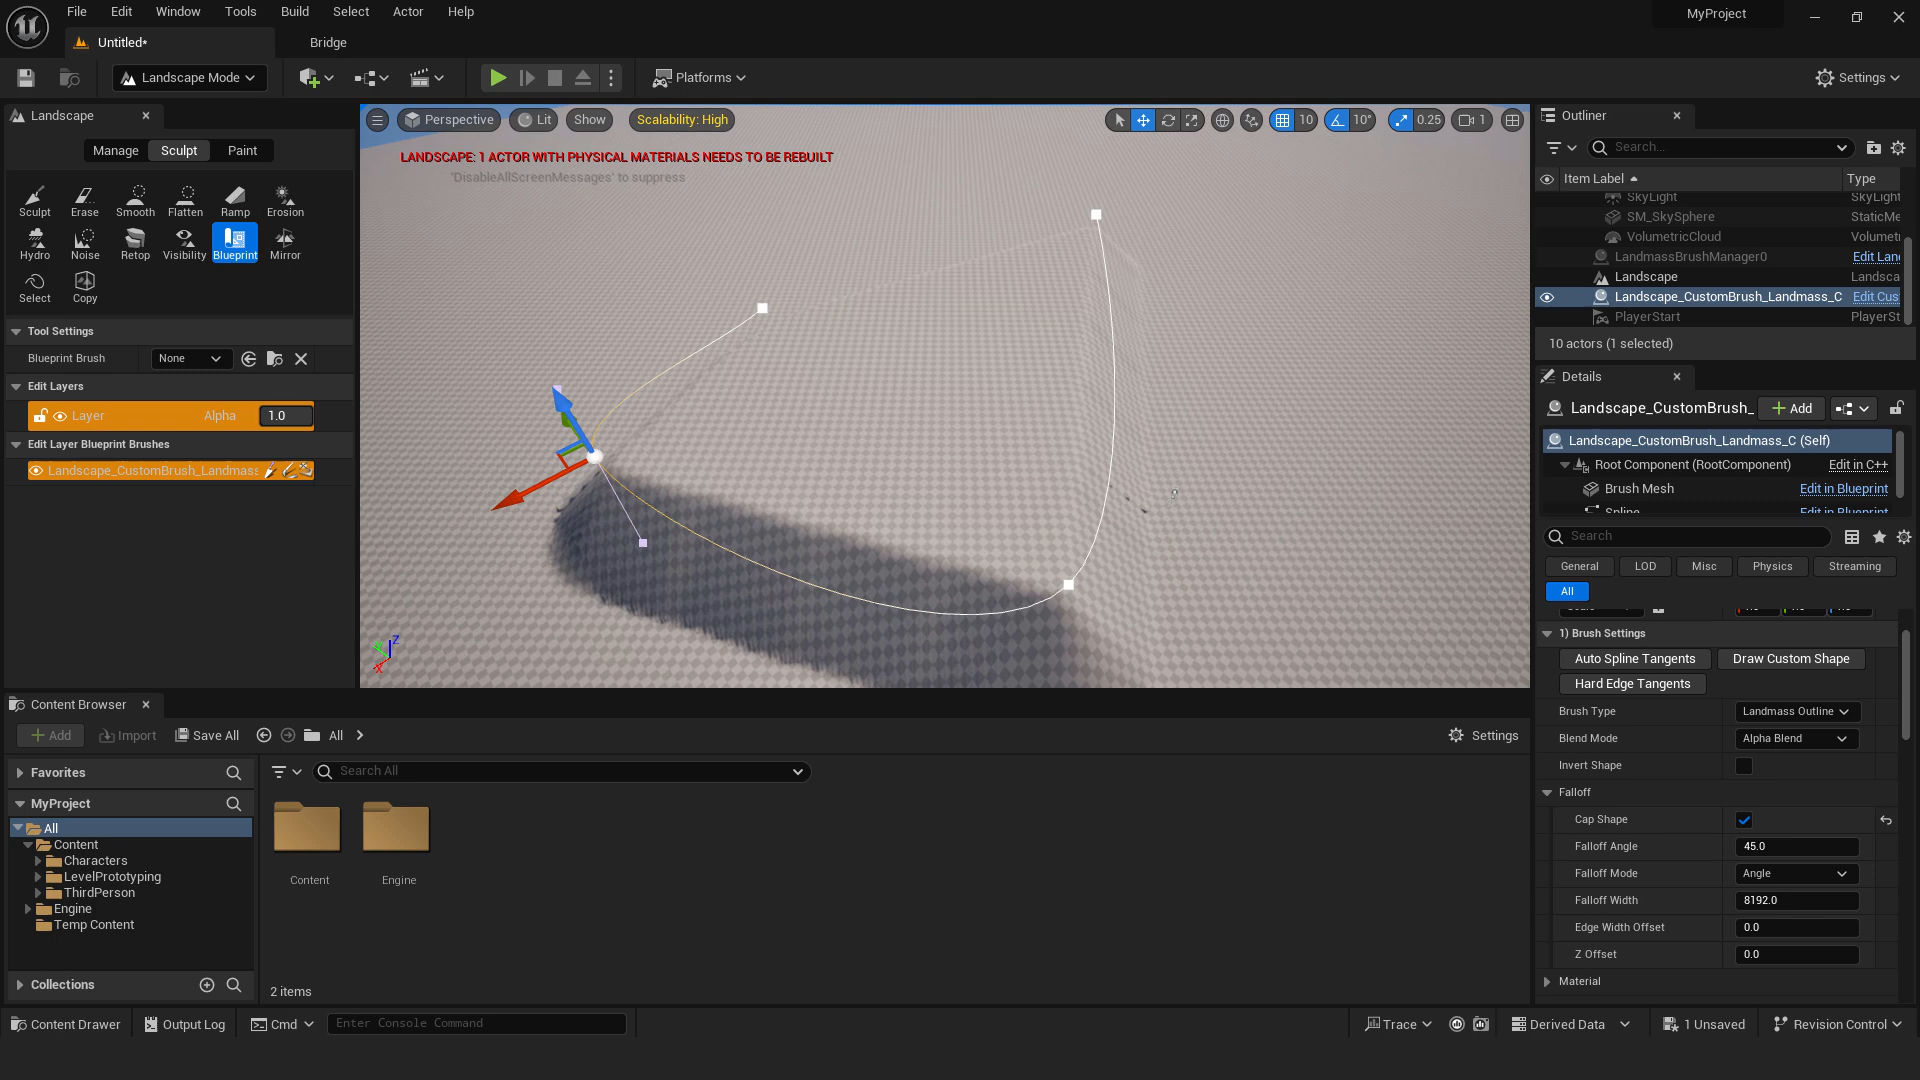 File Edit Window Tools Build Select Actor Help
MyProject
Untitled*
Bridge
Landscape Mode
Platforms
Settings
Landscape
Manage Sculpt Paint
Sculpt Erase Smooth Flatten Ramp Erosion
Hydro Noise Retop Visibility Blueprint Mirror
Select Copy
Tool Settings
Blueprint Brush None
Edit Layers
Layer Alpha 1.0
Edit Layer Blueprint Brushes
Landscape_CustomBrush_Landmass
Perspective Lit Show Scalability: High
10 10° 0.25 1
LANDSCAPE: 1 ACTOR WITH PHYSICAL MATERIALS NEEDS TO BE REBUILT
'DisableAllScreenMessages' to suppress
Z
X
Outliner
Search...
Item Label Type
SkyLight SkyLight
SM_SkySphere StaticMe
VolumetricCloud Volumetri
LandmassBrushManager0 Edit Lan
Landscape Landsca
Landscape_CustomBrush_Landmass_C Edit Cus
PlayerStart PlayerSt
10 actors (1 selected)
Details
Landscape_CustomBrush_
Add
Landscape_CustomBrush_Landmass_C (Self)
Root Component (RootComponent) Edit in C++
Brush Mesh Edit in Blueprint
Spline Edit in Blueprint
Search
General LOD Misc Physics Streaming
All
1) Brush Settings
Auto Spline Tangents Draw Custom Shape
Hard Edge Tangents
Brush Type Landmass Outline
Blend Mode Alpha Blend
Invert Shape
Falloff
Cap Shape
Falloff Angle 45.0
Falloff Mode Angle
Falloff Width 8192.0
Edge Width Offset 0.0
Z Offset 0.0
Material
Content Browser
Add Import Save All All
Settings
Favorites
Search All
MyProject
All
Content
Characters
LevelPrototyping
ThirdPerson
Engine
Temp Content
Content
Engine
Collections
2 items
Content Drawer Output Log Cmd Enter Console Command
Trace Derived Data 1 Unsaved Revision Control